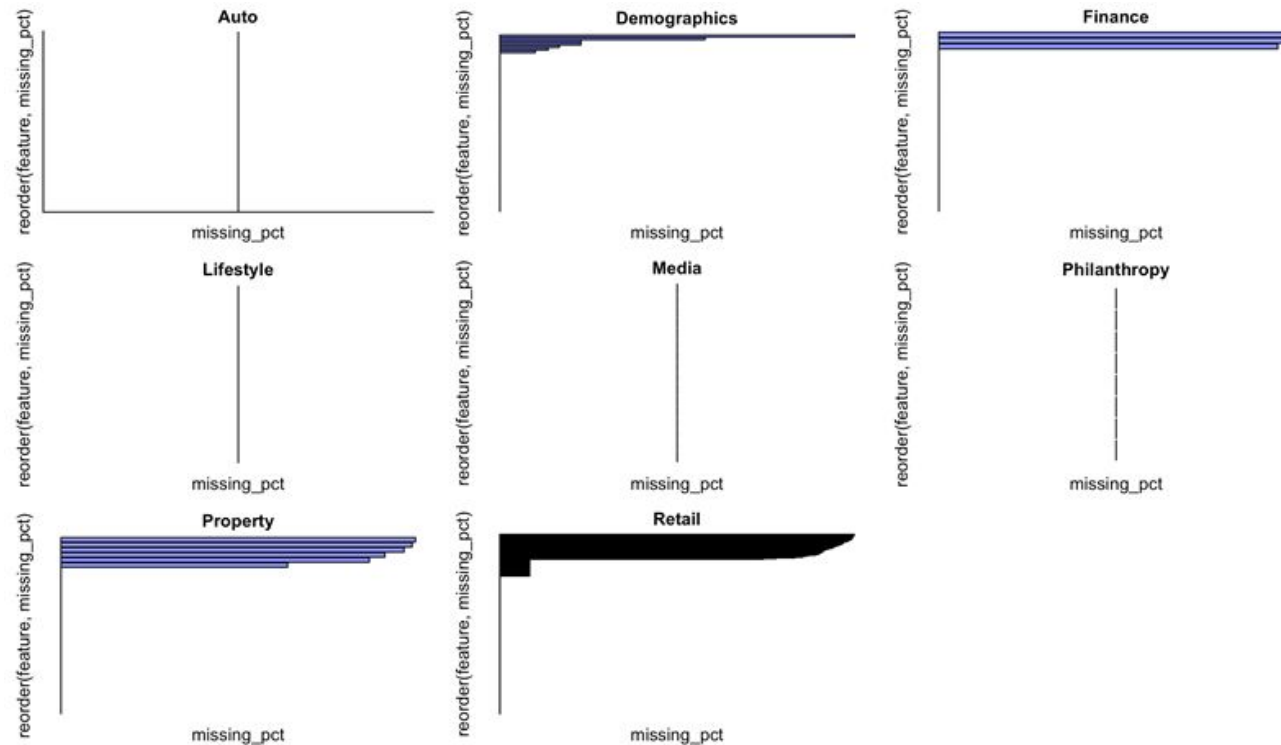 Auto
reorder(feature, missing_pct)
missing_pct
Demographics
reorder(feature, missing_pct)
missing_pct
Finance
reorder(feature, missing_pct)
missing_pct
Lifestyle
reorder(feature, missing_pct)
missing_pct
Media
reorder(feature, missing_pct)
missing_pct
Philanthropy
reorder(feature, missing_pct)
missing_pct
Property
reorder(feature, missing_pct)
missing_pct
Retail
reorder(feature, missing_pct)
missing_pct